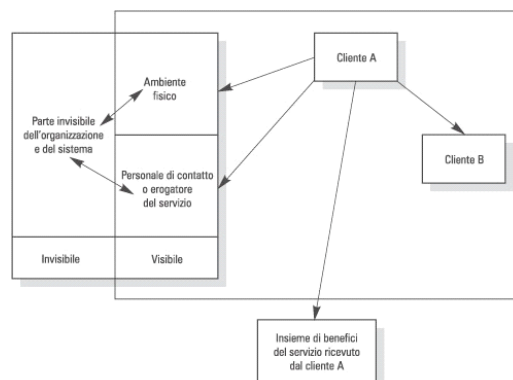 Parte invisibile
dell'organizzazione
e del sistema
Ambiente
fisico
Personale di contatto
o erogatore
del servizio
Invisibile
Visibile
Cliente A
Cliente B
Insieme di benefici
del servizio ricevuto
dal cliente A